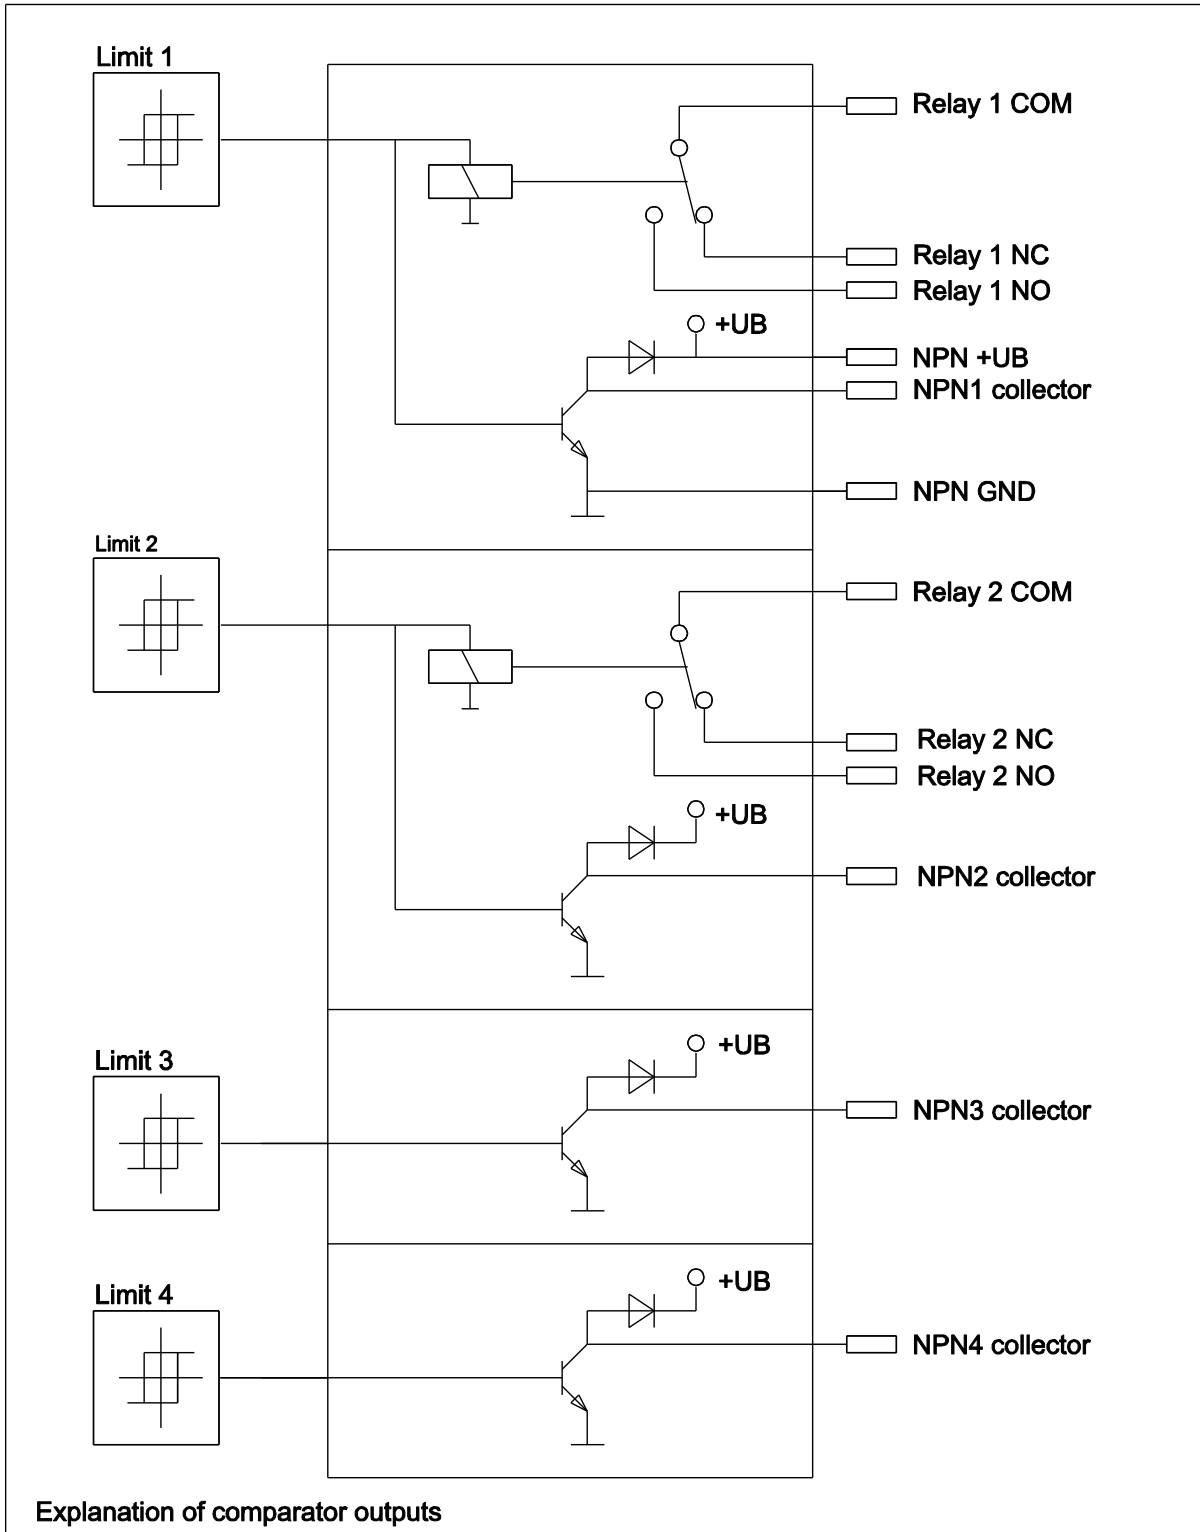 Limit 1
Relay 1 COM
Relay 1 NC
Relay 1 NO
+UB
NPN +UB
NPN1 collector
NPN GND
Limit 2
Relay 2 COM
Relay 2 NC
Relay 2 NO
+UB
NPN2 collector
Limit 3
+UB
NPN3 collector
Limit 4
+UB
NPN4 collector
Explanation of comparator outputs